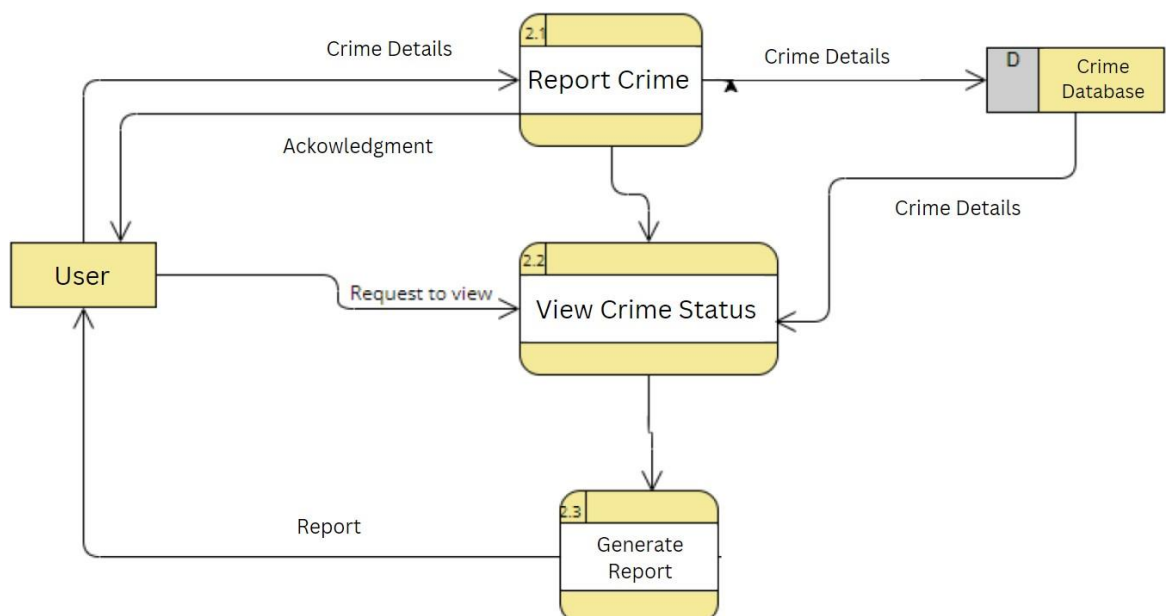 2.1
Crime Details
Report Crime
Crime Details
D
Crime
Database
Ackowledgment
Crime Details
User
2.2
Request to view
View Crime Status
2.3
Report
Generate
Report